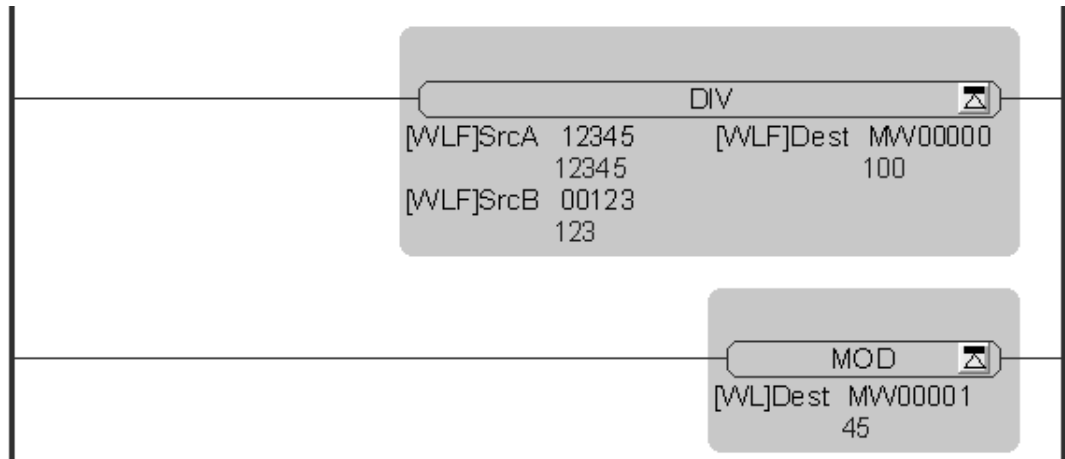 DIV
[WLF]SrcA 12345 [WLF]Dest MW00000
12345 100
[WLF]SrcB 00123
123
MOD
[WL]Dest MW00001
45